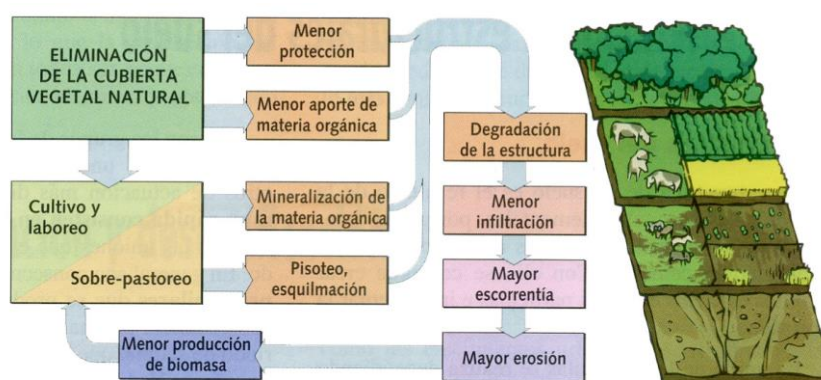 ELIMINACIÓN
DE LA CUBIERTA
VEGETAL NATURAL
Menor
protección
Menor aporte de
materia orgánica
Cultivo y
laboreo
Sobre-pastoreo
Mineralización de
la materia orgánica
Pisoteo,
esquilmación
Degradación
de la estructura
Menor
infiltración
Mayor
escorrentía
Mayor erosión
Menor producción
de biomasa